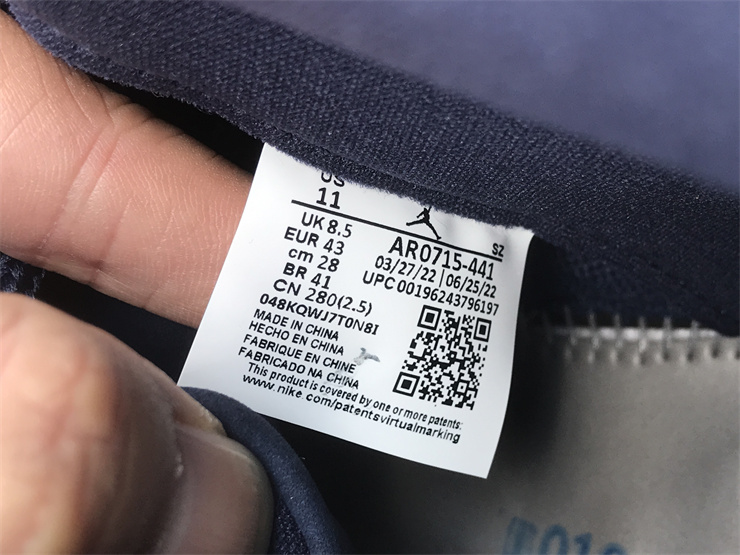 US
11
SZ
UK 8.5
EUR 43
cm 28
BR 41
CN 280(2.5)
AR0715-441
03/27/22 | 06/25/22
UPC 00196243796197
048KQWJ7T0N8I
MADE IN CHINA
HECHO EN CHINA
FABRIQUE EN CHINE
FABRICADO NA CHINA
This product is covered by one or more patents:
www.nike.com/patentsvirtualmarking